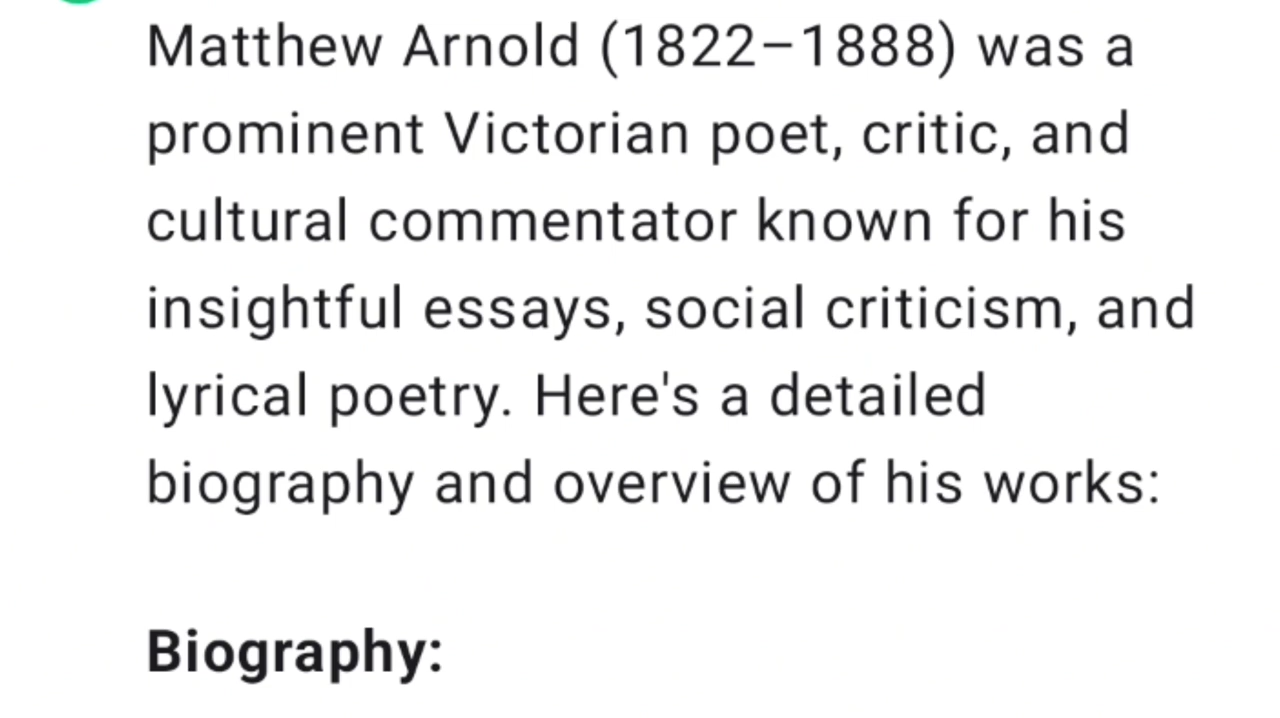 Matthew Arnold (1822–1888) was a
prominent Victorian poet, critic, and
cultural commentator known for his
insightful essays, social criticism, and
lyrical poetry. Here's a detailed
biography and overview of his works:
Biography: